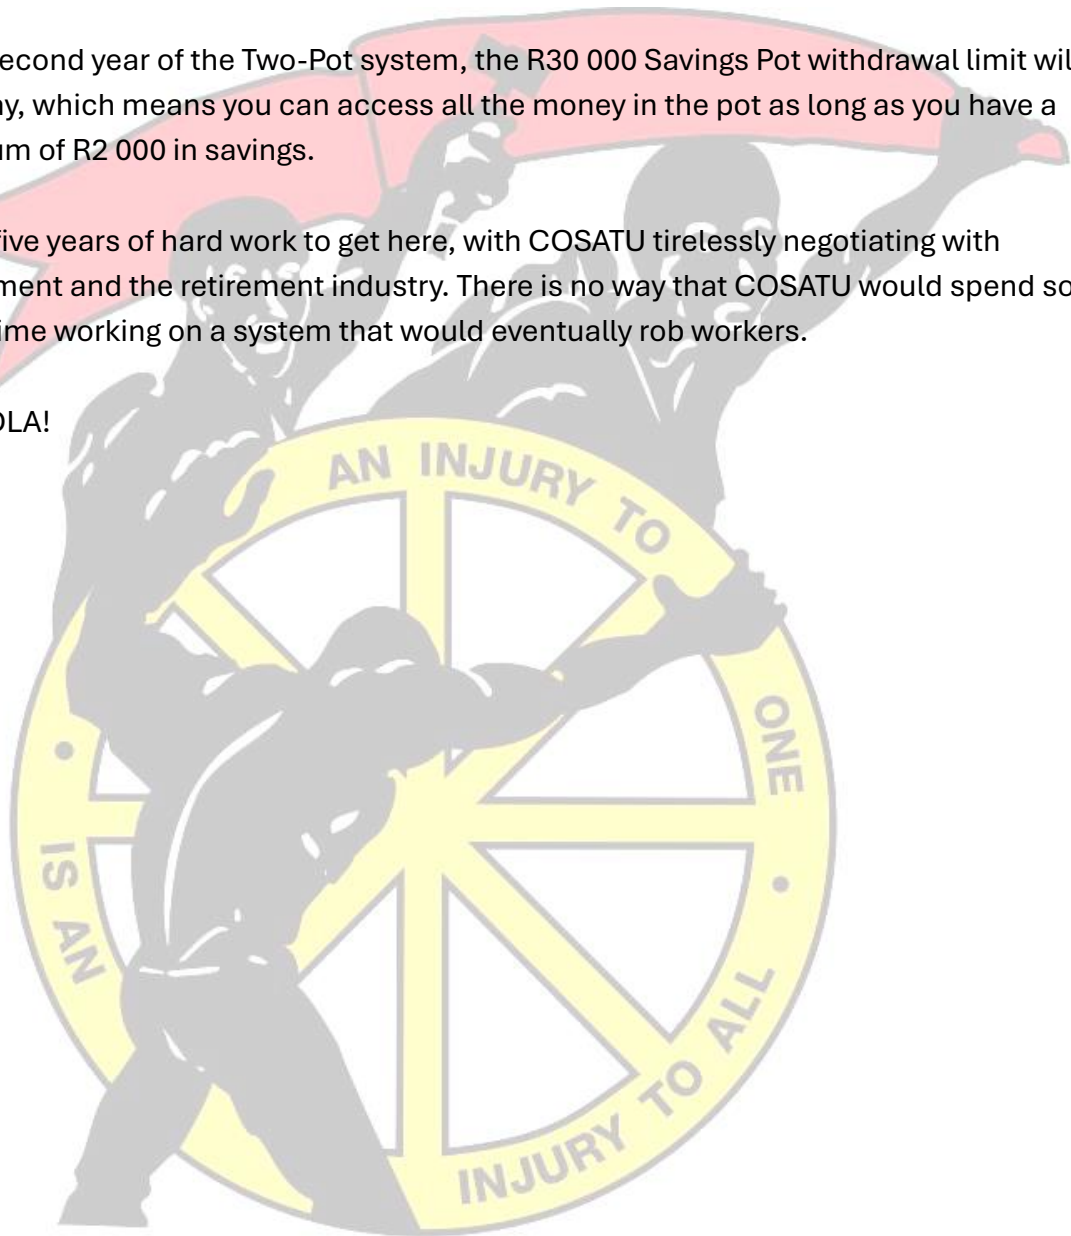 econd year of the Two-Pot system, the R30 000 Savings Pot withdrawal limit wil
y, which means you can access all the money in the pot as long as you have a
um of R2 000 in savings.
five years of hard work to get here, with COSATU tirelessly negotiating with
ment and the retirement industry. There is no way that COSATU would spend so
ime working on a system that would eventually rob workers.
OLA!
AN INJURY TO
ONE
IS AN
INJURY TO ALL